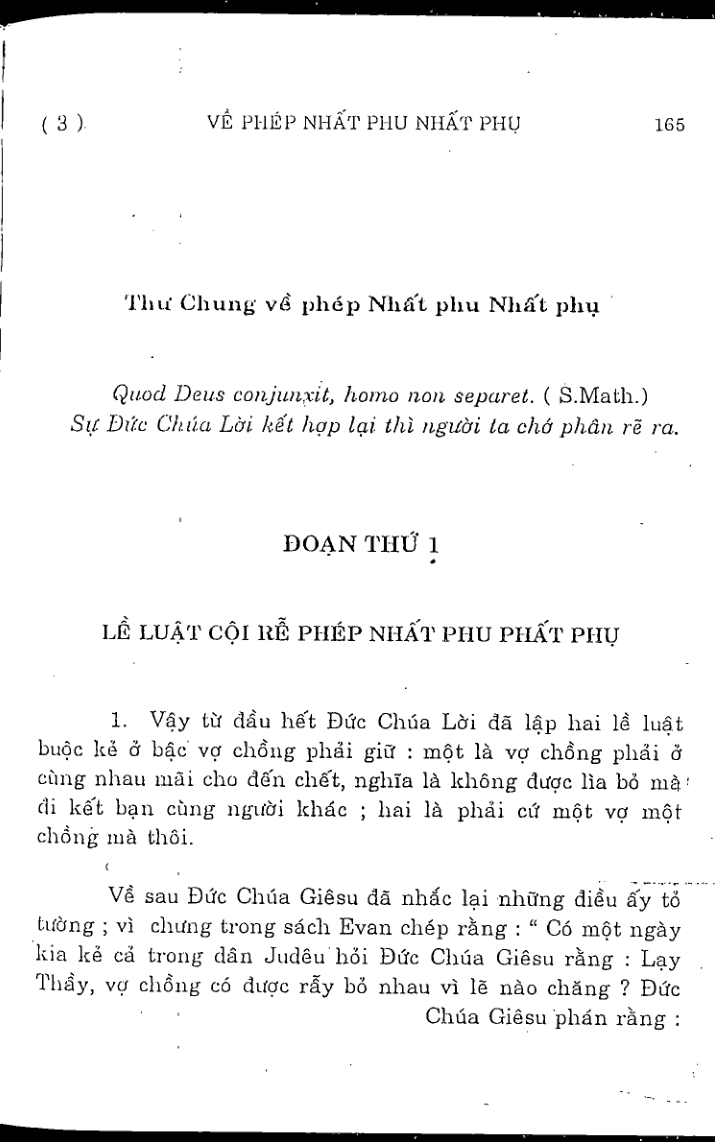 ( 3 ) VỀ PHÉP NHẤT PHU NHẤT PHỤ 165
Thư Chung về phép Nhất phu Nhất phụ
Quod Deus conjunxit, homo non separet. ( S.Math.)
Sự Đức Chúa Lời kết hợp lại thì người ta chớ phân rẽ ra.
ĐOẠN THỨ 1
LỀ LUẬT CỘI RỄ PHÉP NHẤT PHU PHẤT PHỤ
1. Vậy từ đầu hết Đức Chúa Lời đã lập hai lề luật
buộc kẻ ở bậc vợ chồng phải giữ : một là vợ chồng phải ở
cùng nhau mãi cho đến chết, nghĩa là không được lìa bỏ mà
đi kết bạn cùng người khác ; hai là phải cứ một vợ một
chồng mà thôi.
Về sau Đức Chúa Giêsu đã nhắc lại những điều ấy tỏ
tường ; vì chưng trong sách Evan chép rằng : “ Có một ngày
kia kẻ cả trong dân Judêu hỏi Đức Chúa Giêsu rằng : Lạy
Thầy, vợ chồng có được rẫy bỏ nhau vì lẽ nào chăng ? Đức
Chúa Giêsu phán rằng :